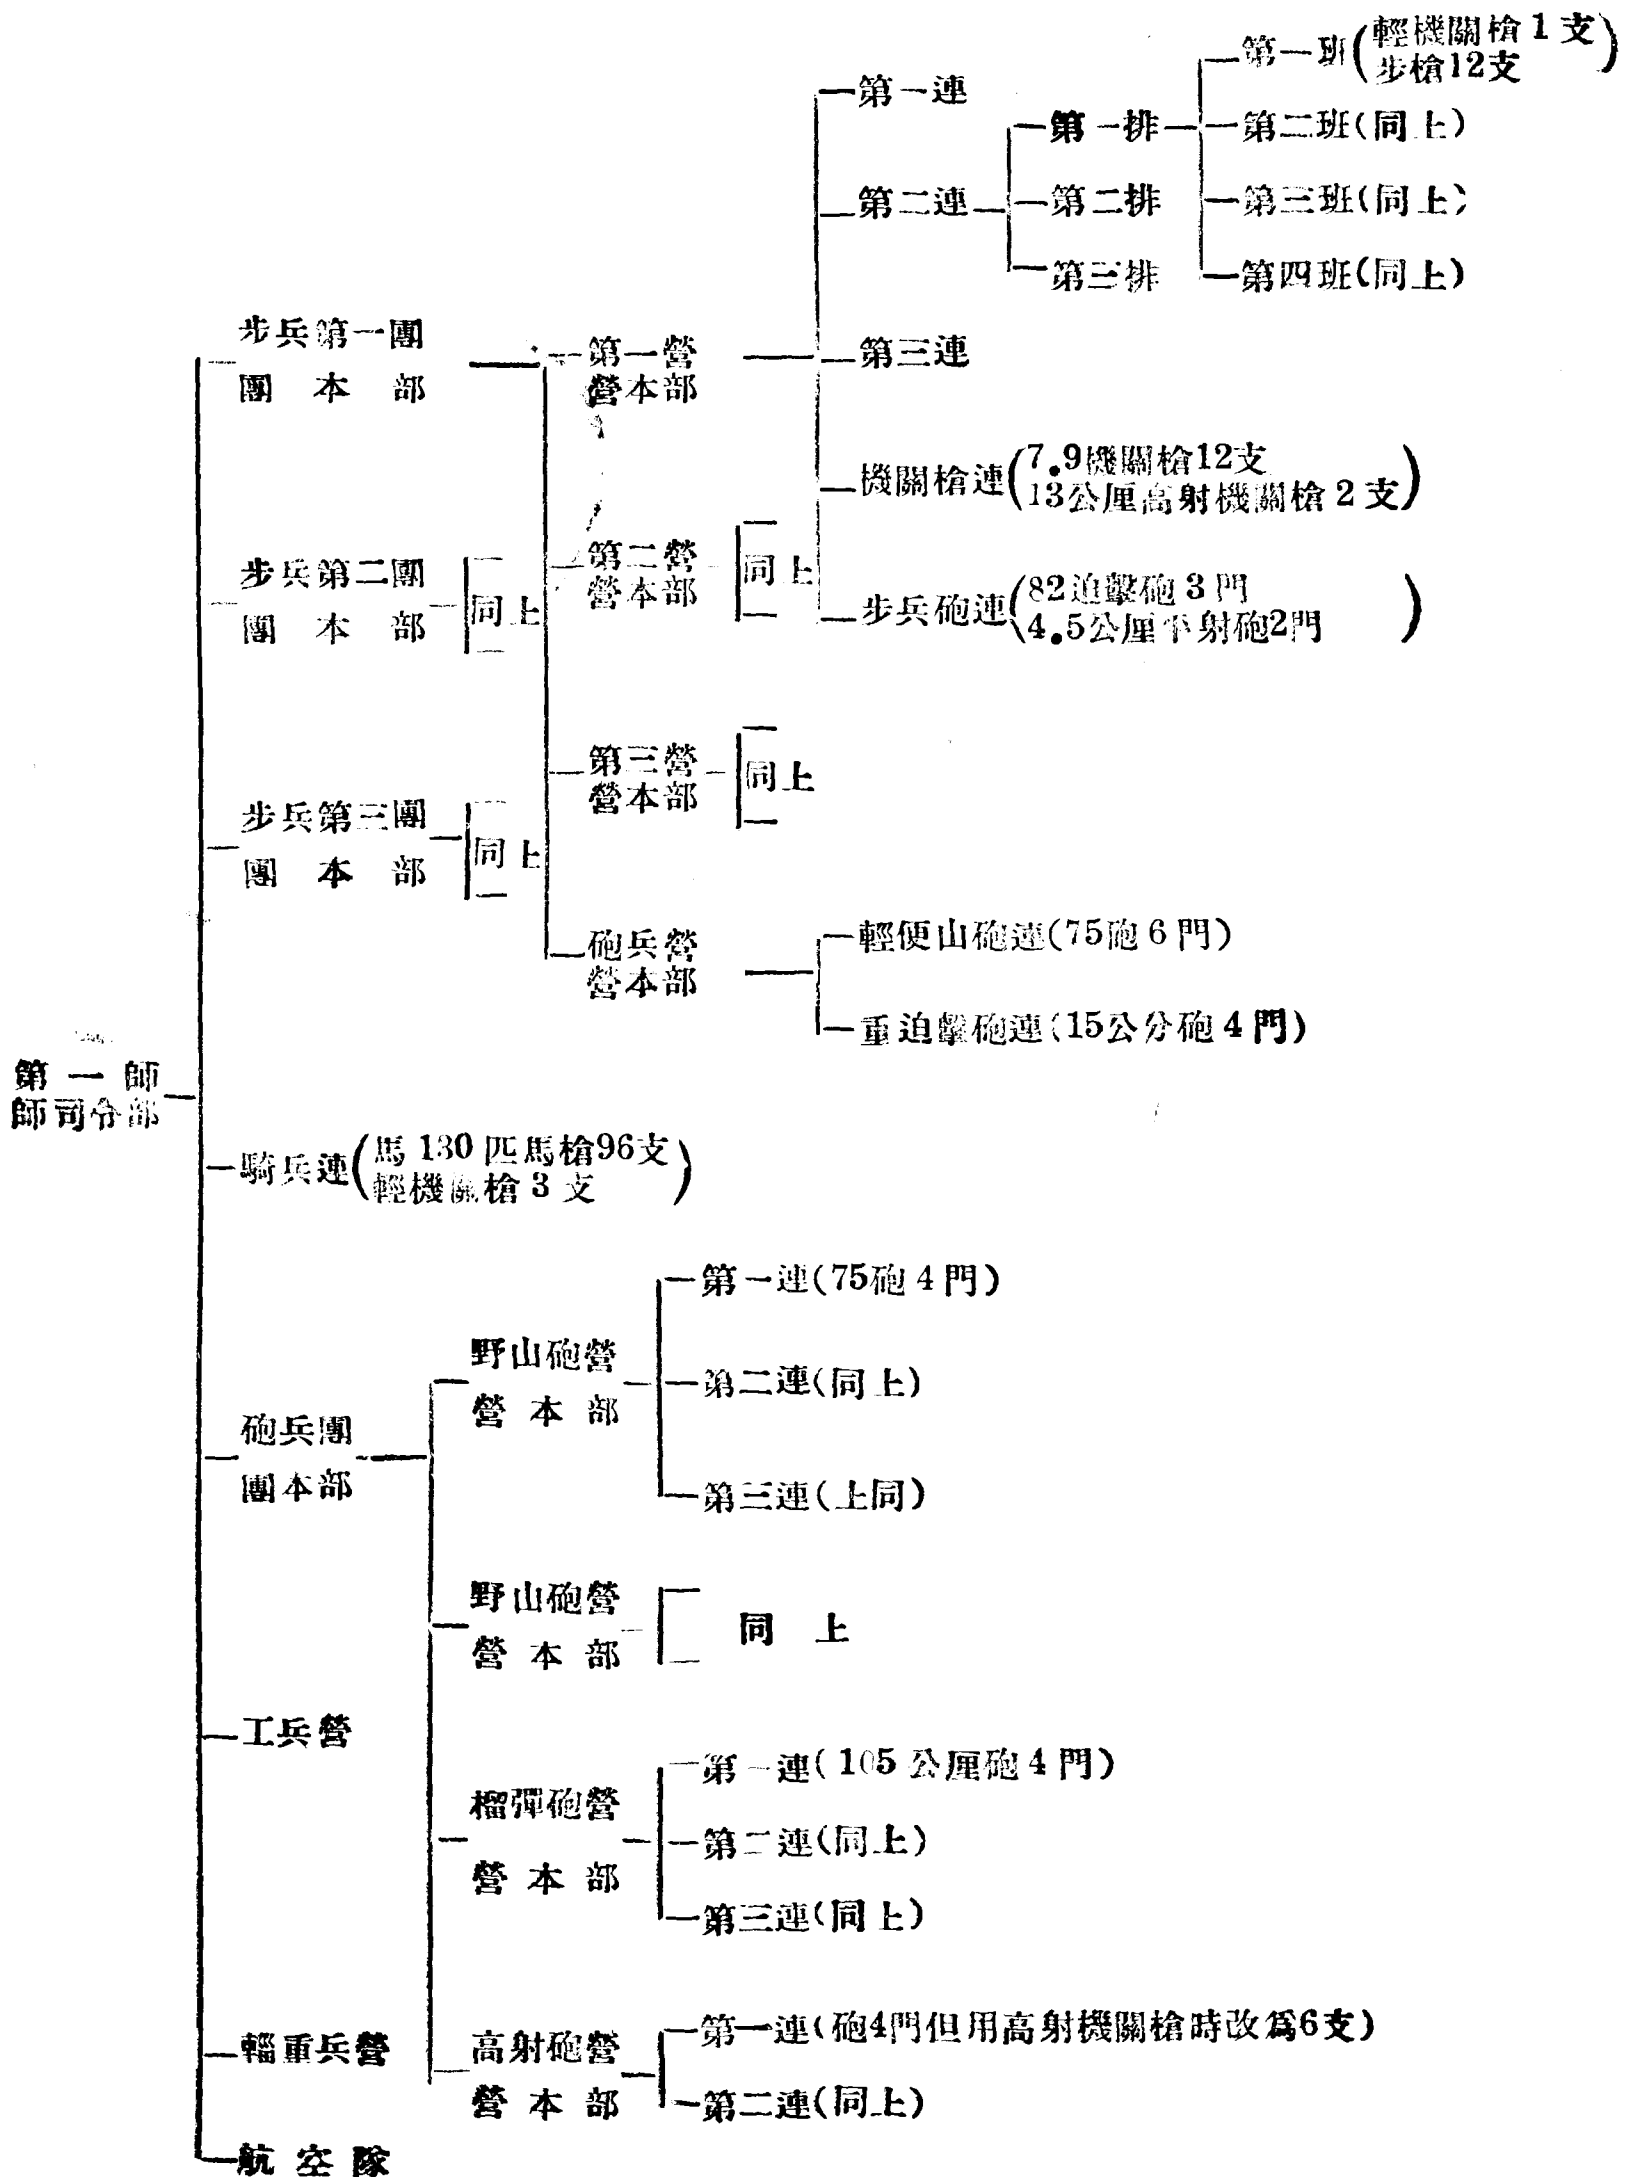 第一師
師司令部
步兵第一團
團本部
第一營
營本部
第一連
第二連
第一排
第一班(輕機關槍1支
步槍12支)
第二班(同上)
第三班(同上)
第四班(同上)
第二排
第三排
第三連
機關槍連(7.9機關槍12支
13公厘高射機關槍2支)
步兵砲連(82迫擊砲3門
4.5公厘平射砲2門)
第二營
營本部
同上
第三營
營本部
同上
砲兵營
營本部
輕便山砲連(75砲6門)
重迫擊砲連(15公分砲4門)
步兵第二團
團本部
同上
步兵第三團
團本部
同上
騎兵連(馬130匹馬槍96支
輕機關槍3支)
砲兵團
團本部
野山砲營
營本部
第一連(75砲4門)
第二連(同上)
第三連(上同)
野山砲營
營本部
同上
榴彈砲營
營本部
第一連(105公厘砲4門)
第二連(同上)
第三連(同上)
高射砲營
營本部
第一連(砲4門但用高射機關槍時改爲6支)
第二連(同上)
工兵營
輜重兵營
航空隊